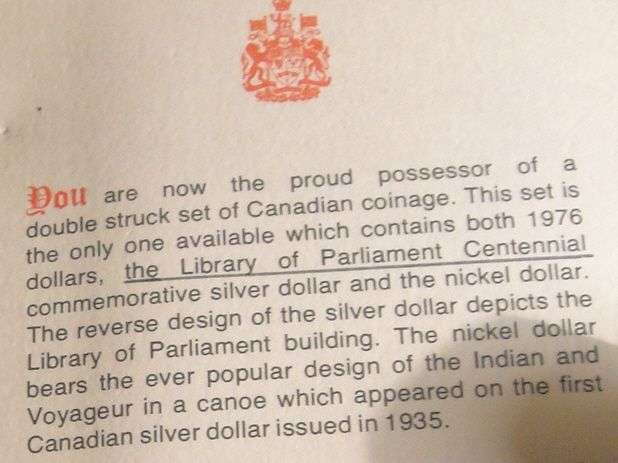 You are now the proud possessor of a
double struck set of Canadian coinage. This set is
the only one available which contains both 1976
dollars, the Library of Parliament Centennial
commemorative silver dollar and the nickel dollar.
The reverse design of the silver dollar depicts the
Library of Parliament building. The nickel dollar
bears the ever popular design of the Indian and
Voyageur in a canoe which appeared on the first
Canadian silver dollar issued in 1935.